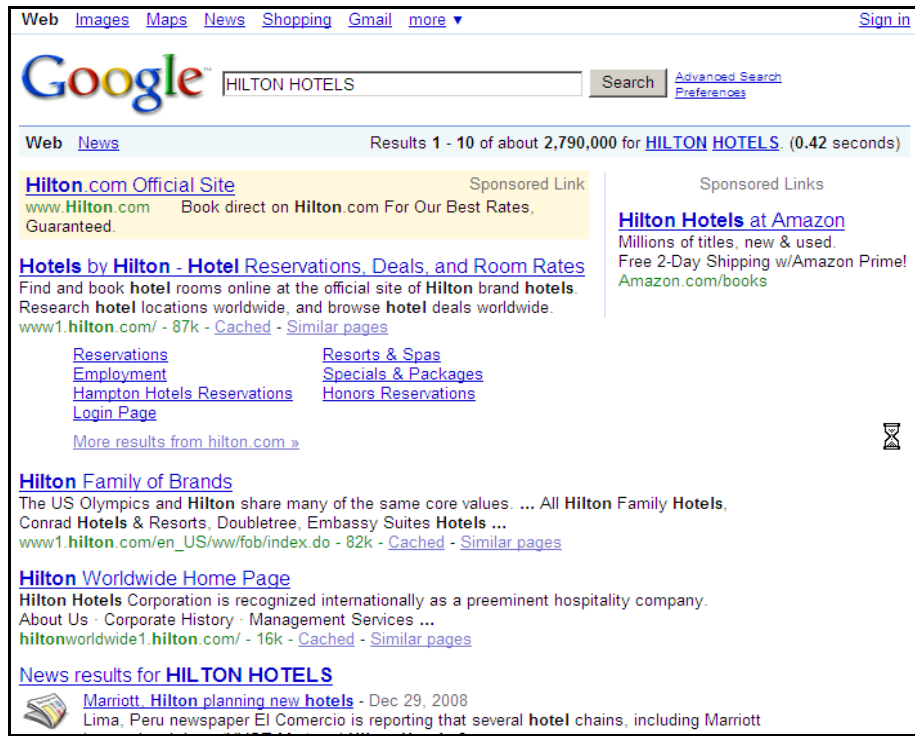 Web Images Maps News Shopping Gmail more ▼ Sign in
Google™ HILTON HOTELS Search Advanced Search
Preferences
Web News Results 1 - 10 of about 2,790,000 for HILTON HOTELS. (0.42 seconds)
Hilton.com Official Site Sponsored Link
www.Hilton.com Book direct on Hilton.com For Our Best Rates,
Guaranteed.
Sponsored Links
Hilton Hotels at Amazon
Millions of titles, new & used.
Free 2-Day Shipping w/Amazon Prime!
Amazon.com/books
Hotels by Hilton - Hotel Reservations, Deals, and Room Rates
Find and book hotel rooms online at the official site of Hilton brand hotels.
Research hotel locations worldwide, and browse hotel deals worldwide.
www1.hilton.com/ - 87k - Cached - Similar pages
Reservations Resorts & Spas
Employment Specials & Packages
Hampton Hotels Reservations Honors Reservations
Login Page
More results from hilton.com »
Hilton Family of Brands
The US Olympics and Hilton share many of the same core values. ... All Hilton Family Hotels,
Conrad Hotels & Resorts, Doubletree, Embassy Suites Hotels ...
www1.hilton.com/en_US/ww/fob/index.do - 82k - Cached - Similar pages
Hilton Worldwide Home Page
Hilton Hotels Corporation is recognized internationally as a preeminent hospitality company.
About Us · Corporate History · Management Services ...
hiltonworldwide1.hilton.com/ - 16k - Cached - Similar pages
News results for HILTON HOTELS
Marriott, Hilton planning new hotels - Dec 29, 2008
Lima, Peru newspaper El Comercio is reporting that several hotel chains, including Marriott